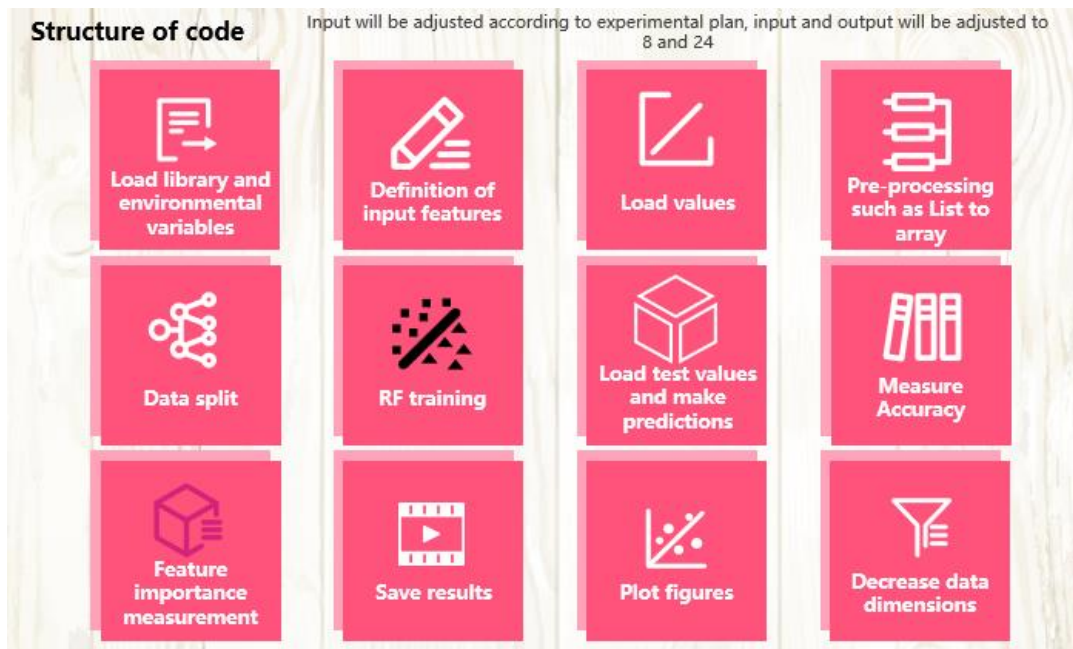 Structure of code
Input will be adjusted according to experimental plan, input and output will be adjusted to
8 and 24
Load library and
environmental
variables
Definition of
input features
Load values
Pre-processing
such as List to
array
Data split
RF training
Load test values
and make
predictions
Measure
Accuracy
Feature
importance
measurement
Save results
Plot figures
Decrease data
dimensions